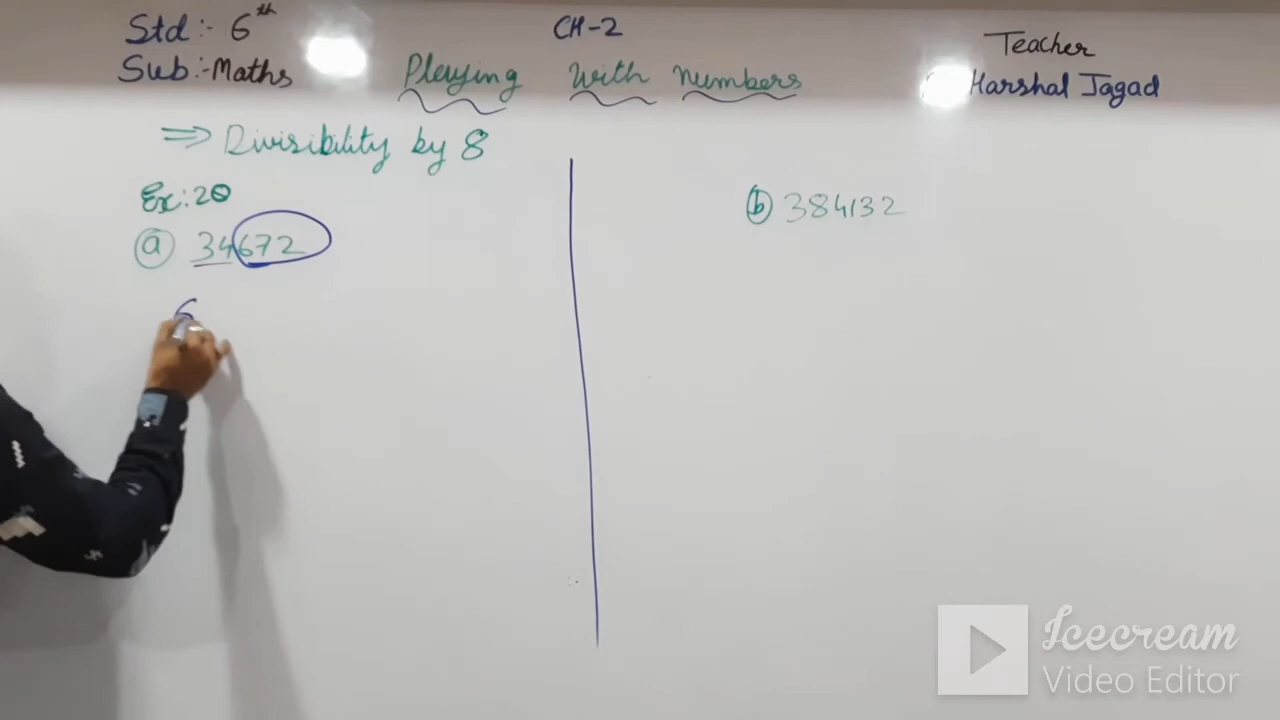 Std :- 6th
CH-2
Teacher
Sub :- Maths
Playing with numbers
Harshal Jagad
⇒ Divisibility by 8
Ex: 20
(a) 34672
(b) 384132
6
Icecream
Video Editor